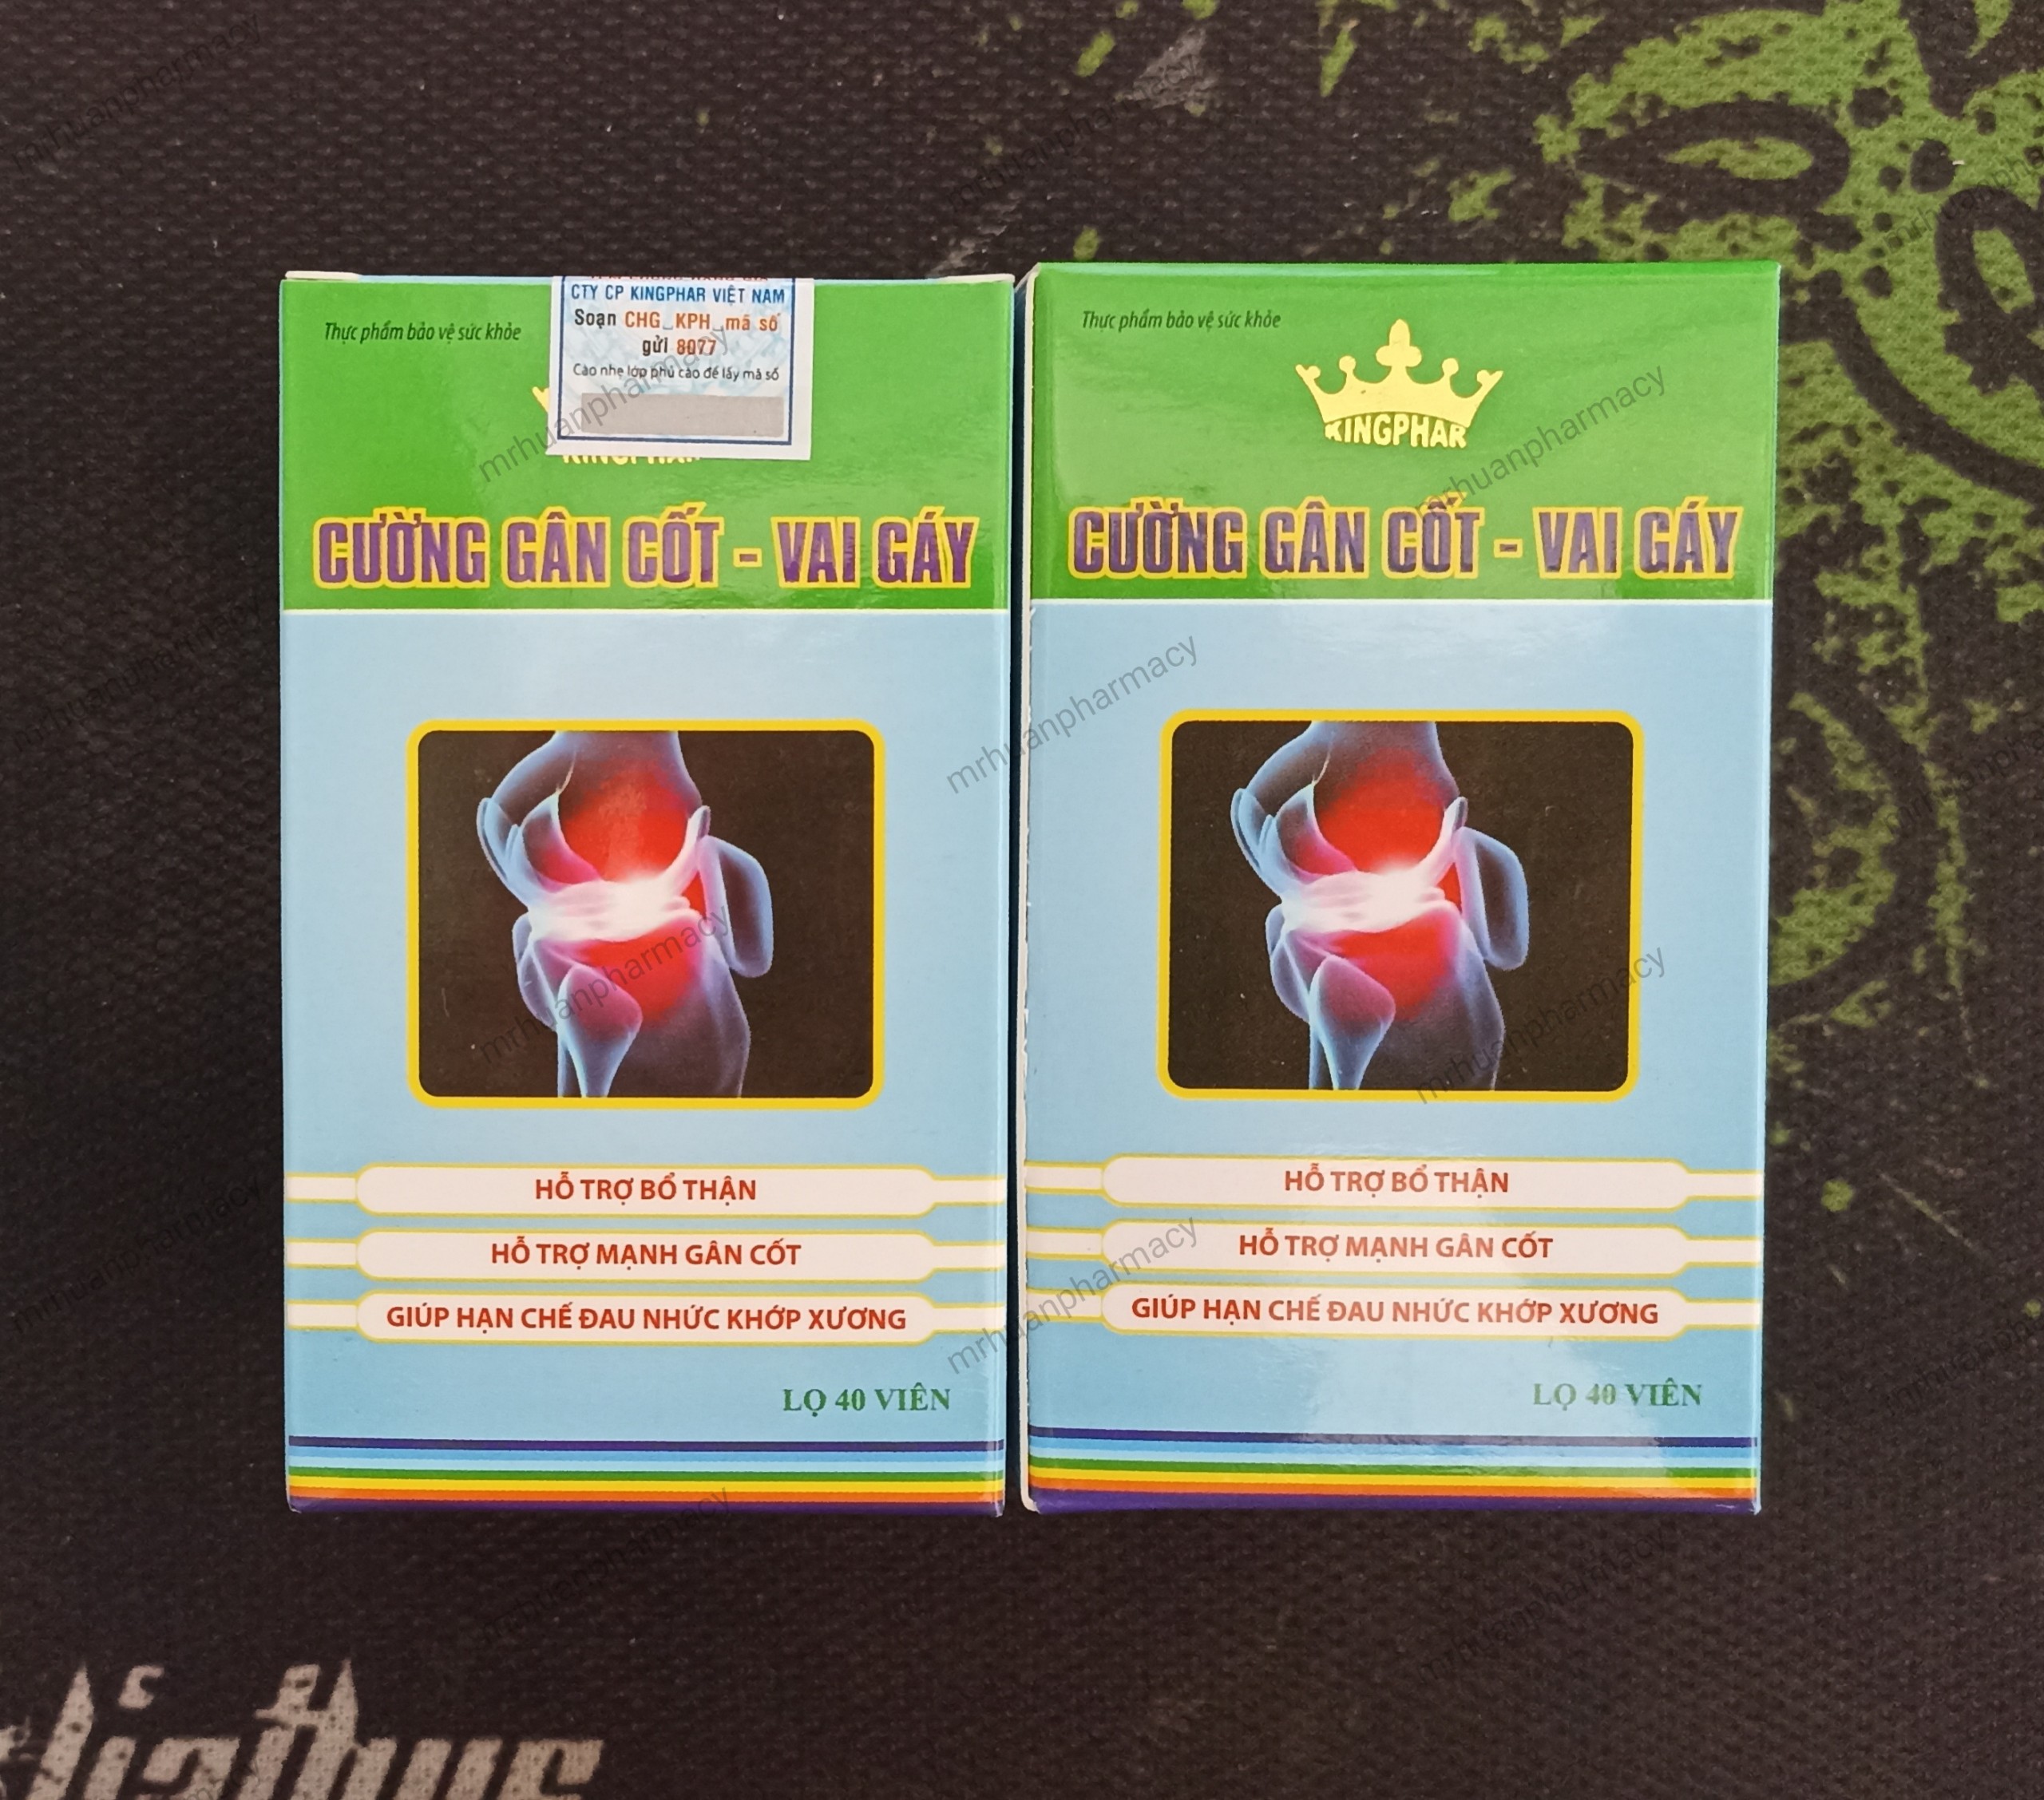 CTY CP KINGPHAR VIỆT NAM
Soạn CHG_KPH_mã số
gửi 8077
Cào nhẹ lớp phủ cào để lấy mã số
Thực phẩm bảo vệ sức khỏe
KINGPHAR
CƯỜNG GÂN CỐT - VAI GÁY
HỖ TRỢ BỔ THẬN
HỖ TRỢ MẠNH GÂN CỐT
GIÚP HẠN CHẾ ĐAU NHỨC KHỚP XƯƠNG
LỌ 40 VIÊN
Thực phẩm bảo vệ sức khỏe
KINGPHAR
CƯỜNG GÂN CỐT - VAI GÁY
HỖ TRỢ BỔ THẬN
HỖ TRỢ MẠNH GÂN CỐT
GIÚP HẠN CHẾ ĐAU NHỨC KHỚP XƯƠNG
LỌ 40 VIÊN
mrhuanpharmacy